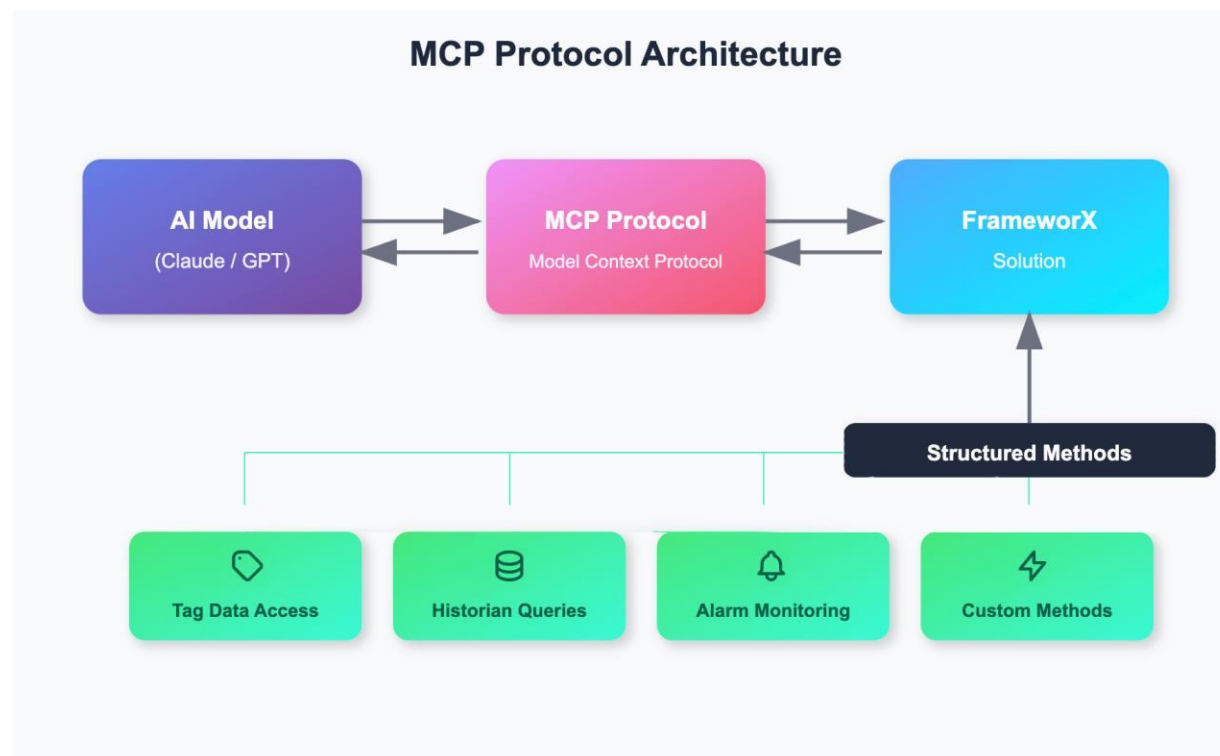 MCP Protocol Architecture
AI Model
(Claude / GPT)
MCP Protocol
Model Context Protocol
FrameworX
Solution
Structured Methods
Tag Data Access
Historian Queries
Alarm Monitoring
Custom Methods